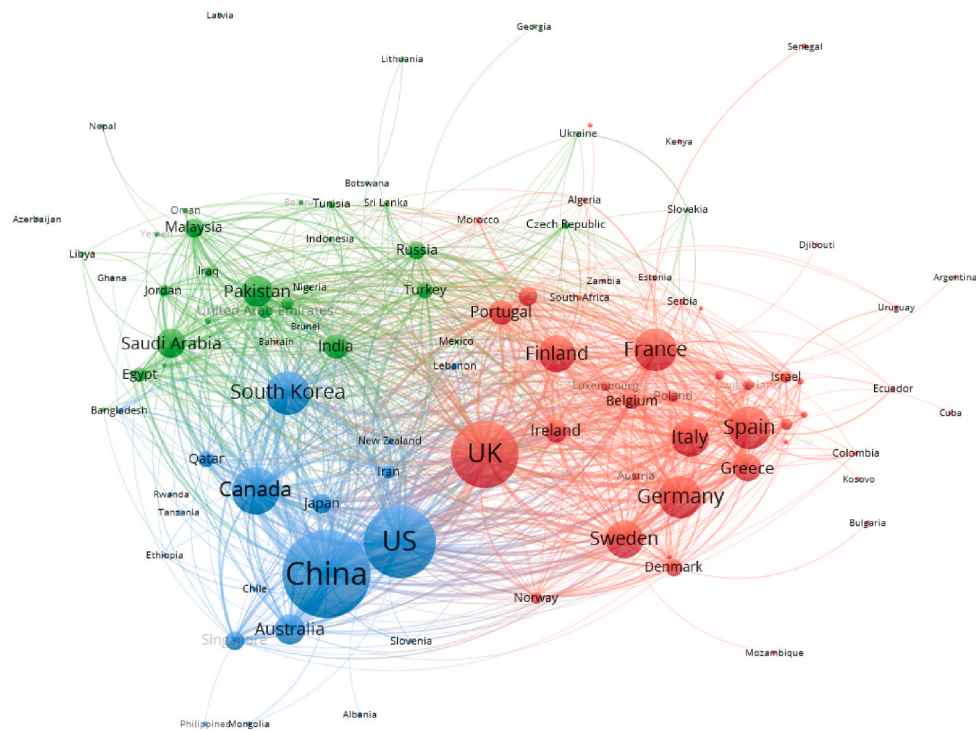 Latvia
Georgia
Senegal
Lithuania
Nepal
Ukraine
Kenya
Botswana
Oman
Belarus
Tunisia
Sri Lanka
Algeria
Azerbaijan
Malaysia
Morocco
Czech Republic
Slovakia
Yemen
Indonesia
Djibouti
Libya
Russia
Ghana
Iraq
Zambia
Estonia
Argentina
Jordan
Pakistan
Nigeria
Turkey
South Africa
Serbia
Uruguay
United Arab Emirates
Portugal
Brunei
Saudi Arabia
Bahrain
India
Mexico
Finland
France
Egypt
Lebanon
South Korea
Luxembourg
Poland
Switzerland
Israel
Ecuador
Bangladesh
Belgium
Cuba
New Zealand
Ireland
Italy
Spain
Qatar
Iran
UK
Greece
Colombia
Rwanda
Canada
Japan
Austria
Germany
Kosovo
Tanzania
Bulgaria
US
Sweden
Ethiopia
China
Denmark
Chile
Norway
Singapore
Australia
Slovenia
Mozambique
Philippines
Mongolia
Albania